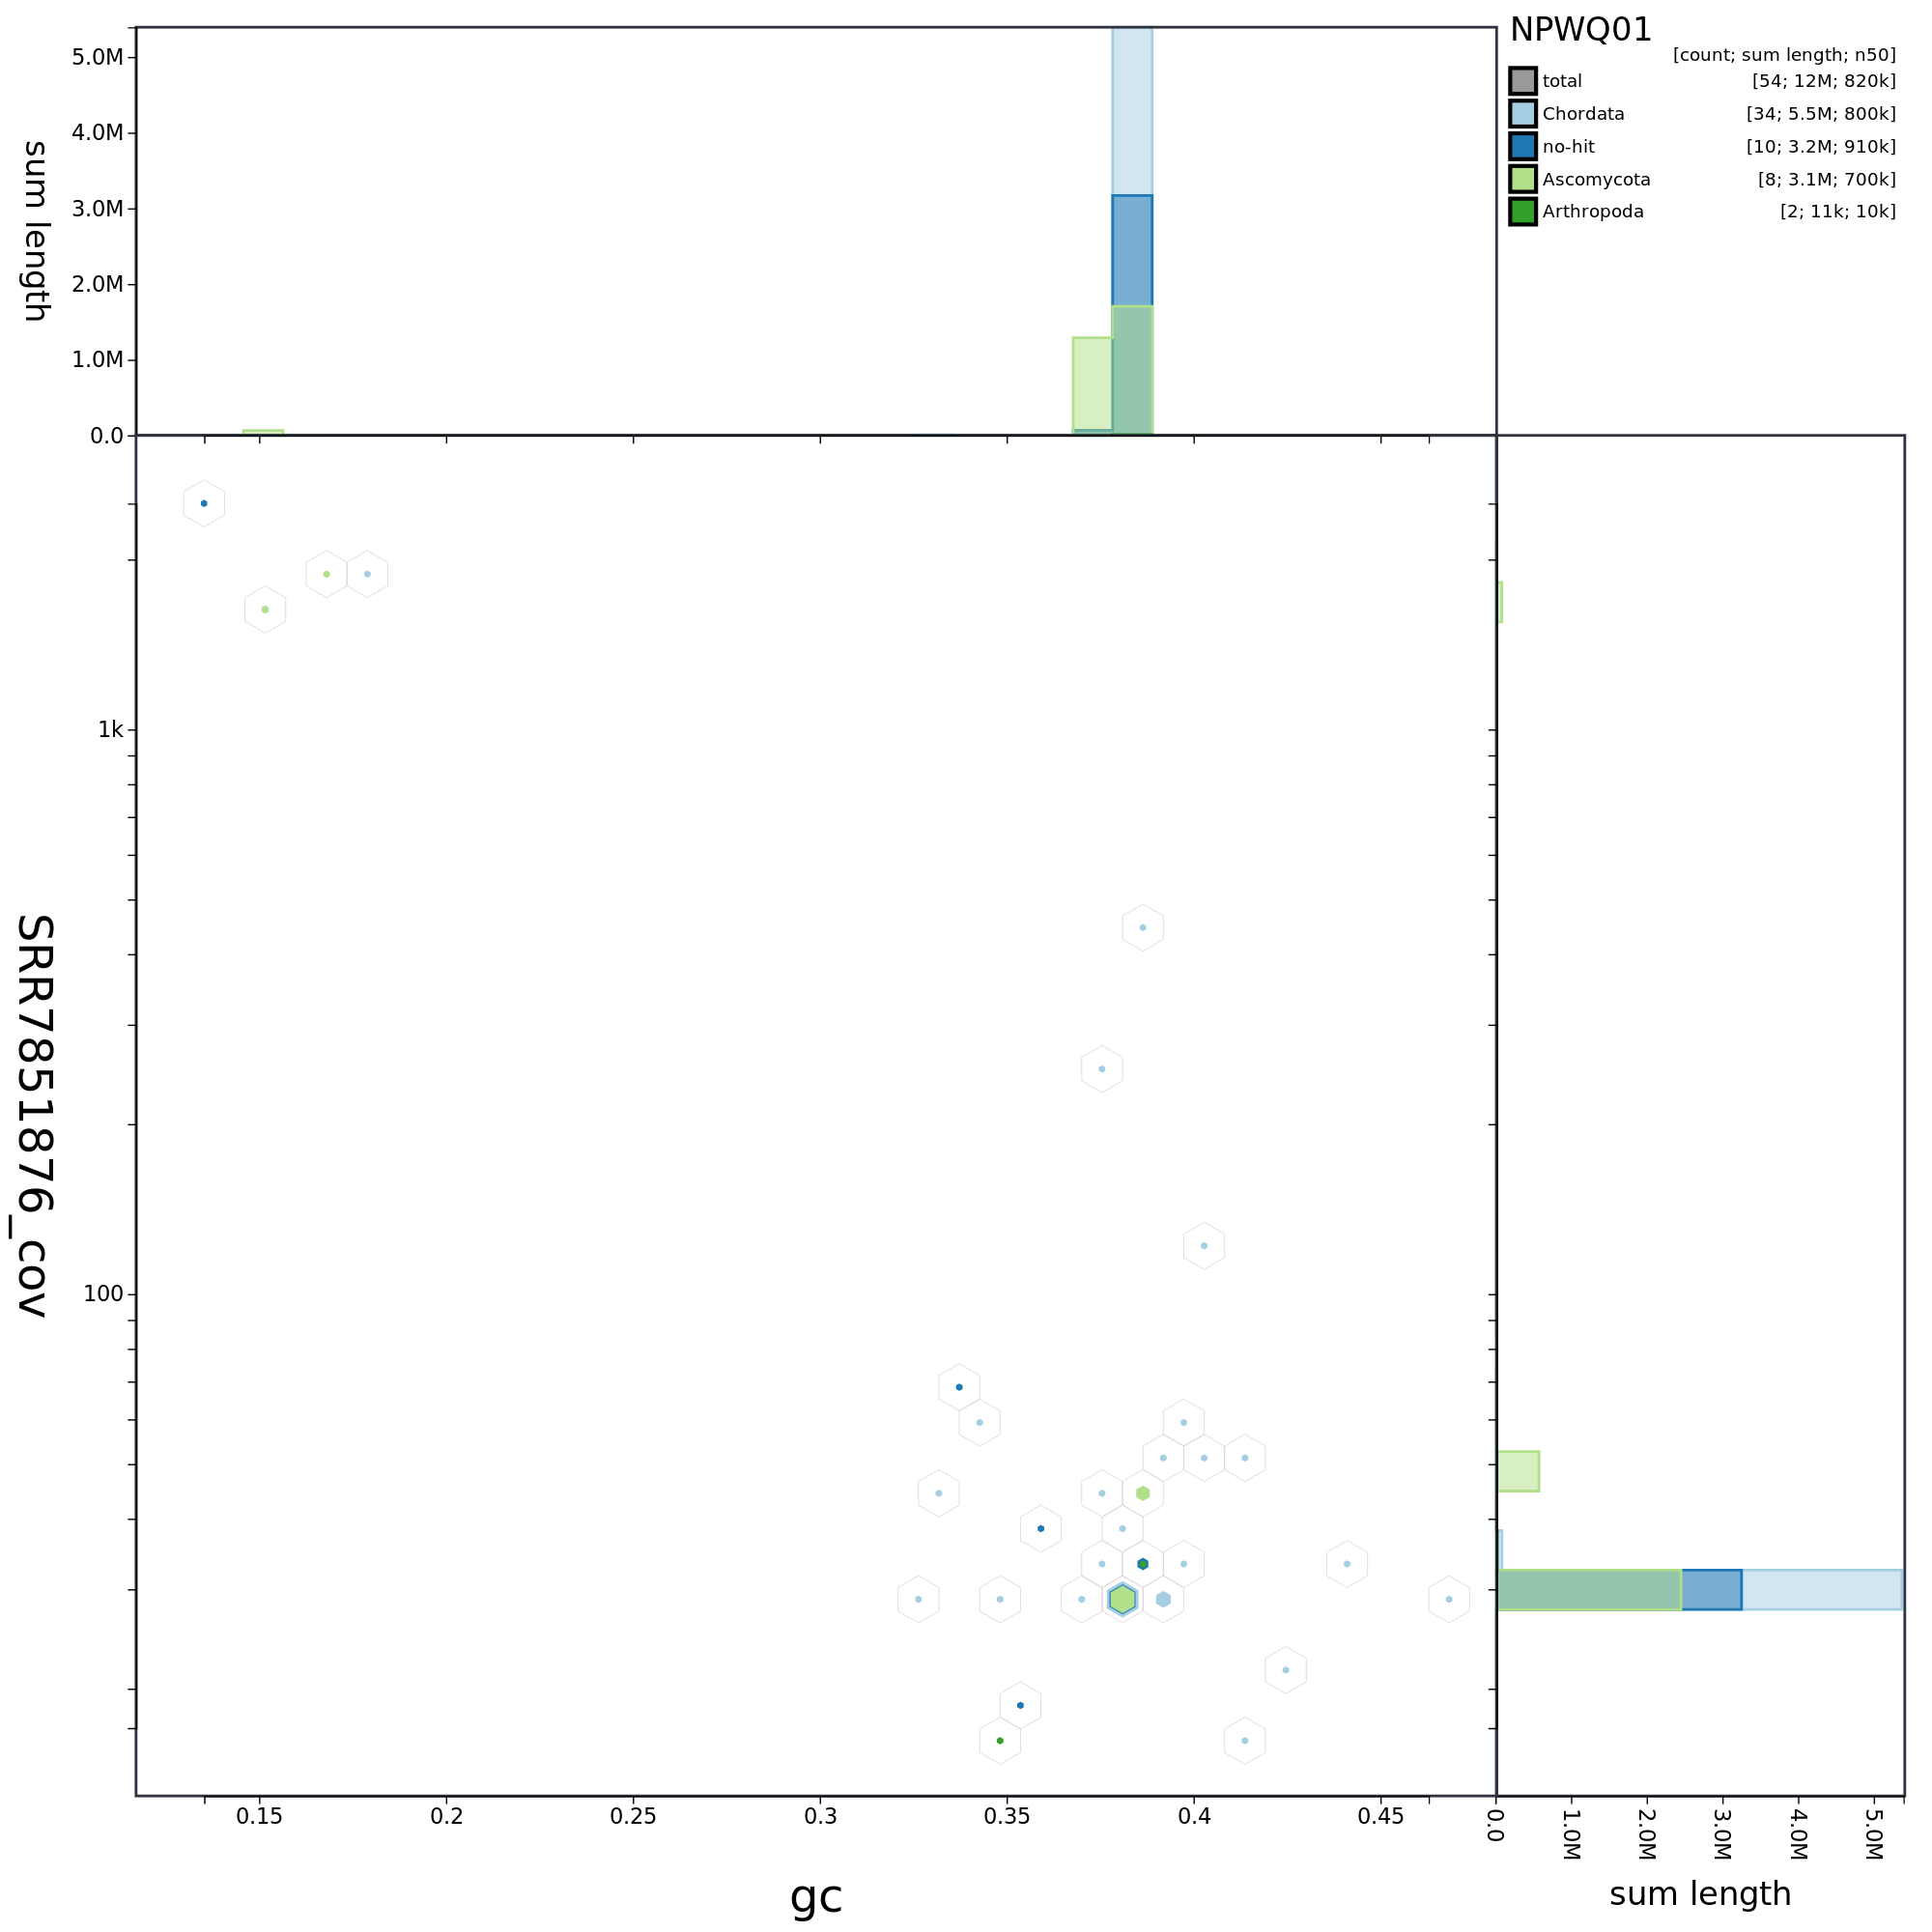 NPWQ01
[count; sum length; n50]
total [54; 12M; 820k]
Chordata [34; 5.5M; 800k]
no-hit [10; 3.2M; 910k]
Ascomycota [8; 3.1M; 700k]
Arthropoda [2; 11k; 10k]
sum length
5.0M
4.0M
3.0M
2.0M
1.0M
0.0
SRR7851876_cov
1k
100
0.15 0.2 0.25 0.3 0.35 0.4 0.45
gc
0.0 1.0M 2.0M 3.0M 4.0M 5.0M
sum length